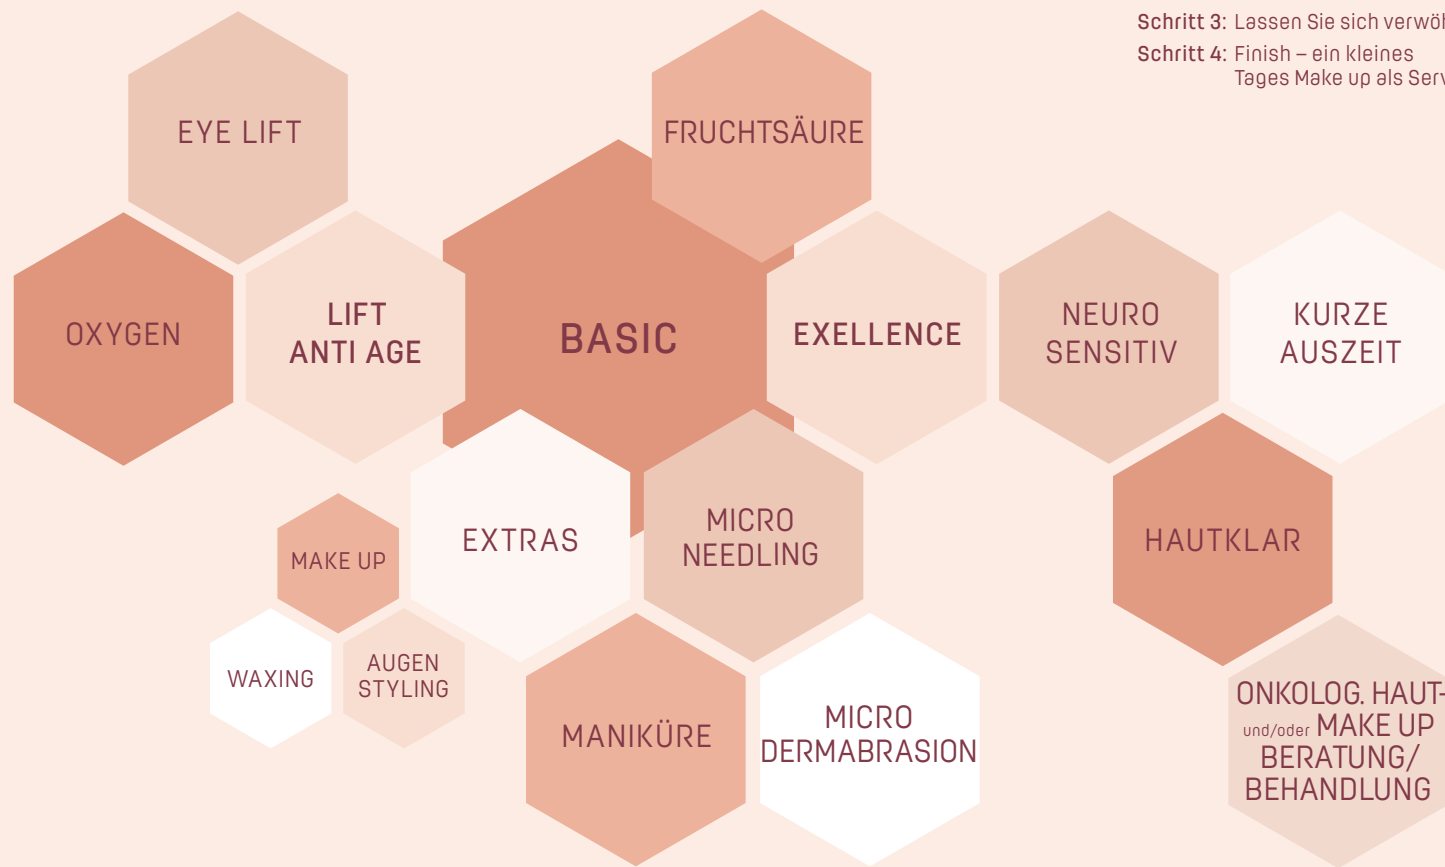 Schritt 3: Lassen Sie sich
Schritt 4: Finish – ein kleines
Tages Make up als
EYE LIFT
FRUCHTSÄURE
OXYGEN
LIFT
ANTI AGE
BASIC
EXELLENCE
NEURO
SENSITIV
KURZE
AUSZEIT
EXTRAS
MICRO
NEEDLING
HAUTKLAR
MAKE UP
WAXING
AUGEN
STYLING
MANIKÜRE
MICRO
DERMABRASION
ONKOLOG. HAUT-
und/oder MAKE UP
BERATUNG/
BEHANDLUNG